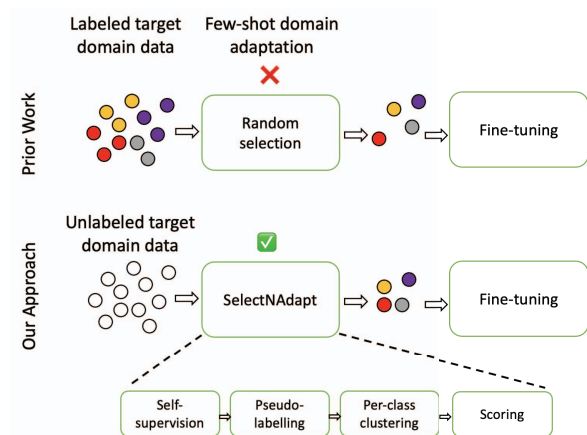 Labeled target
domain data
Few-shot domain
adaptation
Prior Work
Random
selection
Fine-tuning
Unlabeled target
domain data
Our Approach
SelectNAdapt
Fine-tuning
Self-
supervision
Pseudo-
labelling
Per-class
clustering
Scoring